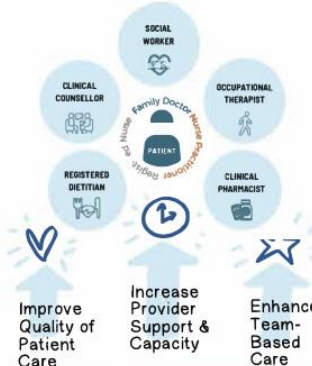 SOCIAL
WORKER
CLINICAL
COUNSELLOR
OCCUPATIONAL
THERAPIST
Family Doctor
Nurse Practitioner
Registered Nurse
PATIENT
REGISTERED
DIETITIAN
CLINICAL
PHARMACIST
Improve
Quality of
Patient
Care
Increase
Provider
Support &
Capacity
Enhance
Team-
Based
Care